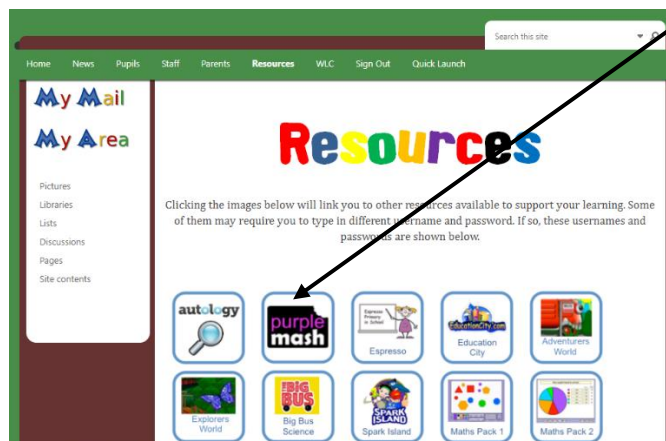 Search this site
Home News Pupils Staff Parents Resources WLC Sign Out Quick Launch
My Mail
My Area
Pictures
Libraries
Lists
Discussions
Pages
Site contents
Resources
Clicking the images below will link you to other resources available to support your learning. Some
of them may require you to type in different username and password. If so, these usernames and
passwords are shown below.
autology
purple
mash
Espresso
Primary
in School
Espresso
EducationCity.com
Education
City
Adventurers
World
Explorers
World
BIG
BUS
Big Bus
Science
SPARK
ISLAND
Spark Island
Maths Pack 1
Maths Pack 2